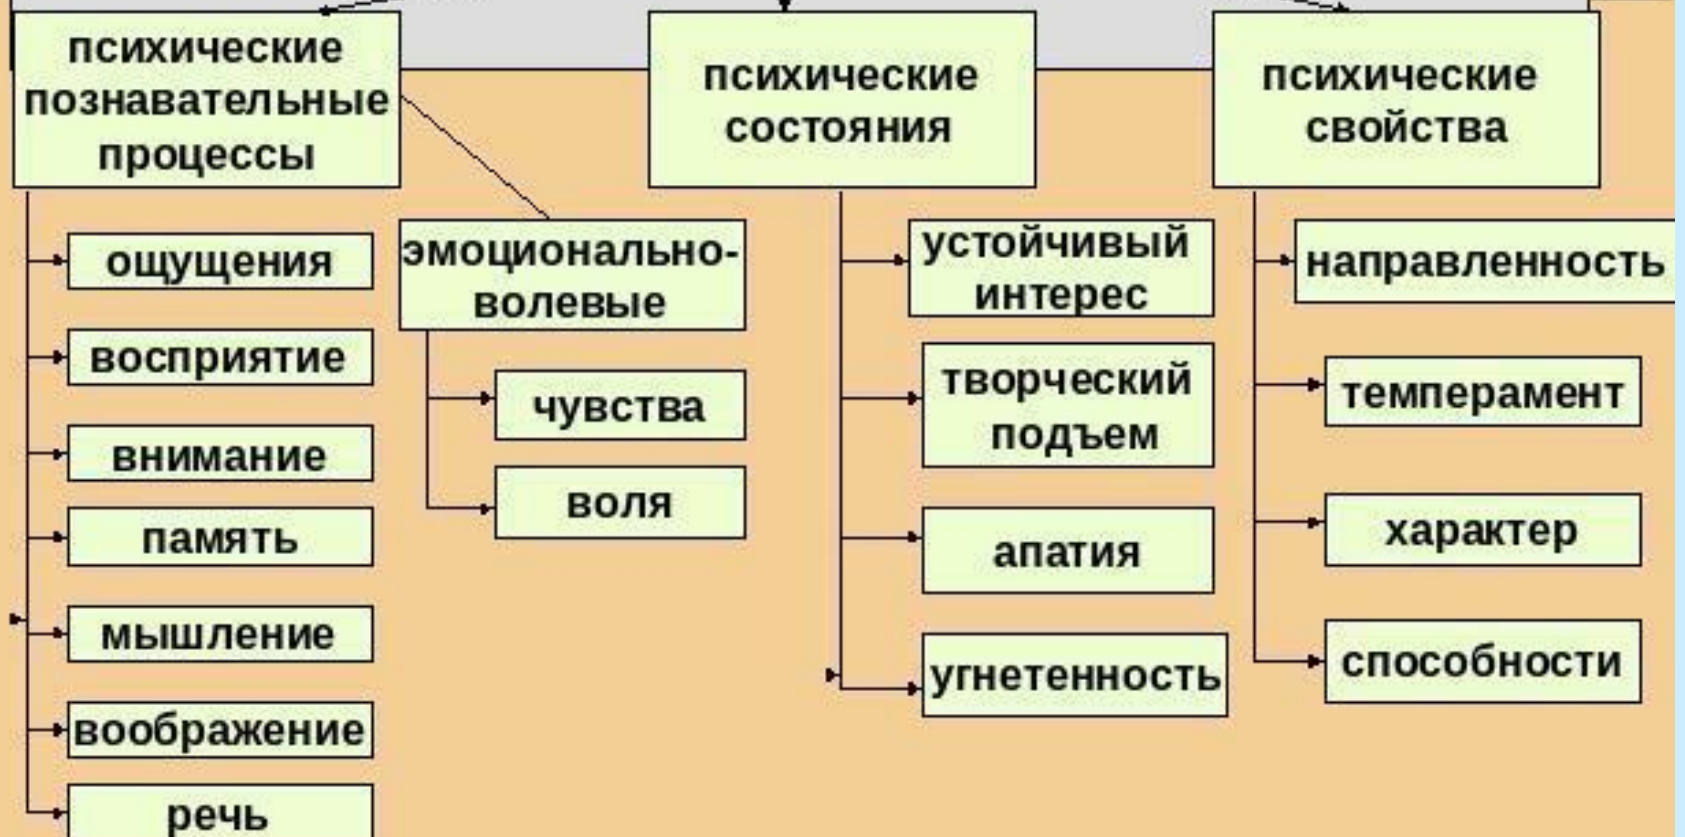 психические
познавательные
процессы
ощущения
восприятие
внимание
память
мышление
воображение
речь
эмоционально-
волевые
чувства
воля
психические
состояния
устойчивый
интерес
творческий
подъем
апатия
угнетенность
психические
свойства
направленность
темперамент
характер
способности